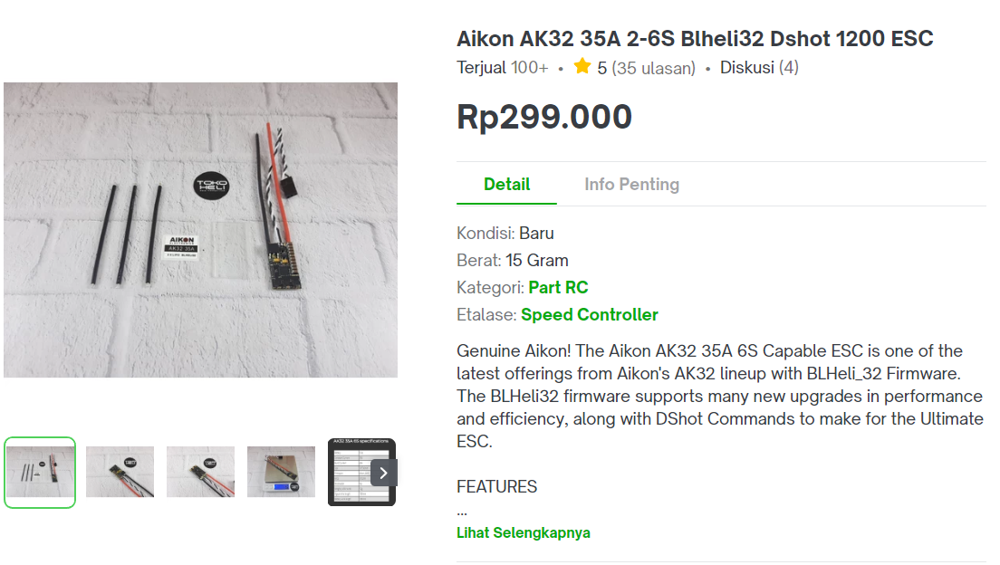 Aikon AK32 35A 2-6S Blheli32 Dshot 1200 ESC
Terjual 100+ • 5 (35 ulasan) • Diskusi (4)
Rp299.000
Detail Info Penting
Kondisi: Baru
Berat: 15 Gram
Kategori: Part RC
Etalase: Speed Controller
Genuine Aikon! The Aikon AK32 35A 6S Capable ESC is one of the
latest offerings from Aikon's AK32 lineup with BLHeli_32 Firmware.
The BLHeli32 firmware supports many new upgrades in performance
and efficiency, along with DShot Commands to make for the Ultimate
ESC.
FEATURES
...
Lihat Selengkapnya
TOKO
HELI
AIKON
AK32 35A
AK32 35A 6S specifications